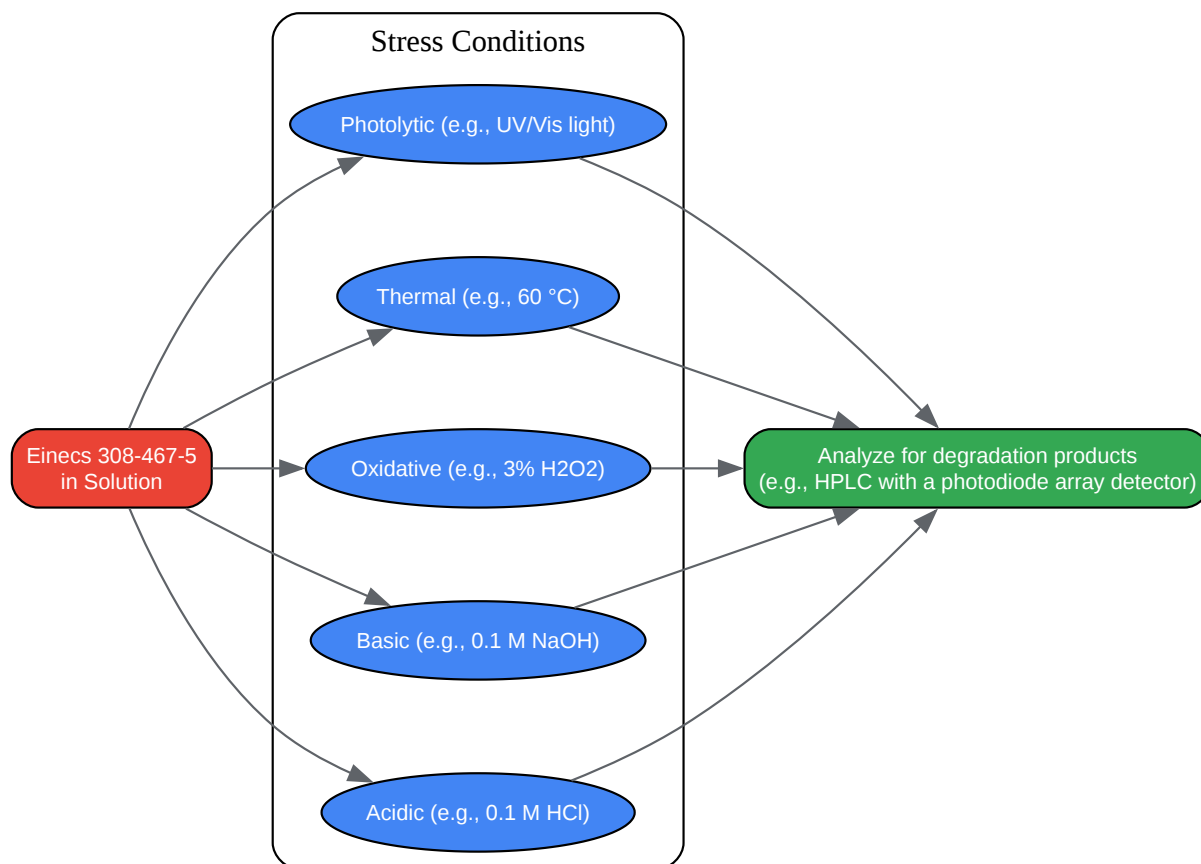 Stress Conditions
Photolytic (e.g., UV/Vis light)
Thermal (e.g., 60 °C)
Einecs 308-467-5
in Solution
Oxidative (e.g., 3% H2O2)
Analyze for degradation products
(e.g., HPLC with a photodiode array detector)
Basic (e.g., 0.1 M NaOH)
Acidic (e.g., 0.1 M HCl)